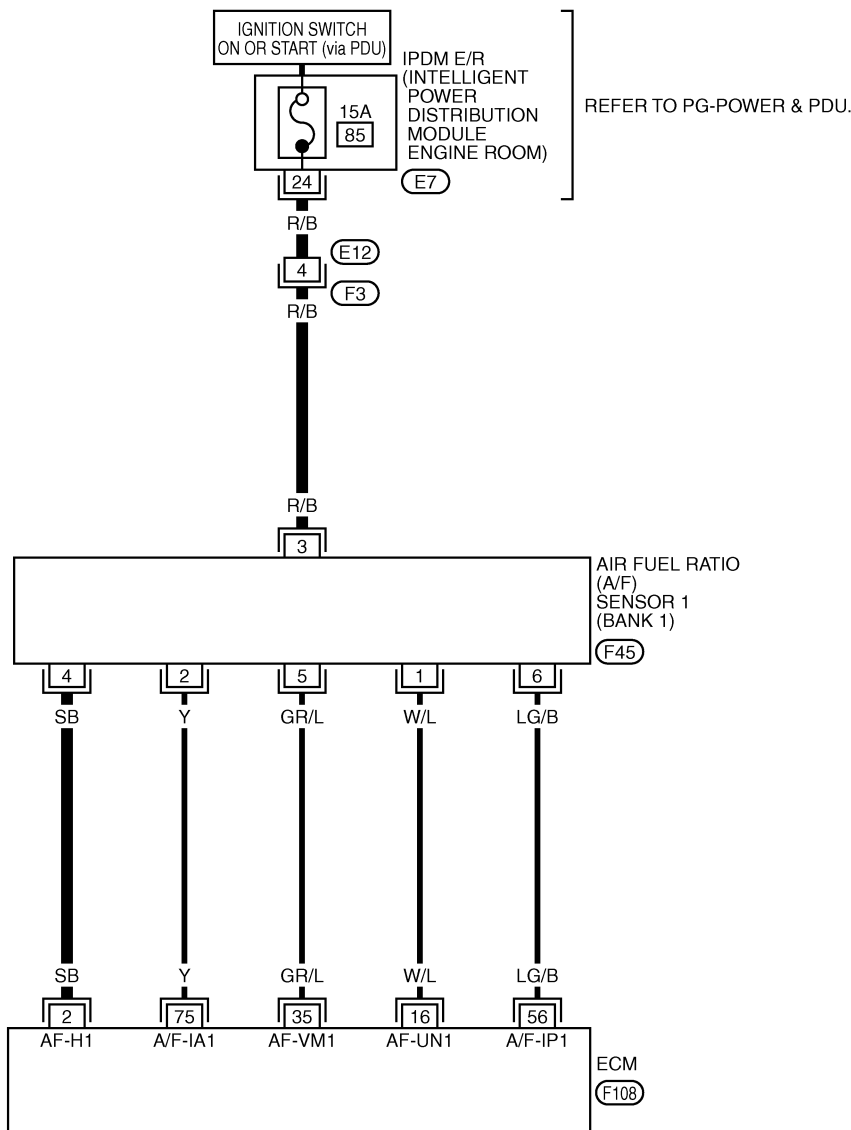 IGNITION SWITCH
ON OR START (via PDU)
IPDM E/R
(INTELLIGENT
POWER
DISTRIBUTION
MODULE
ENGINE ROOM)
REFER TO PG-POWER & PDU.
15A
85
24
E7
R/B
E12
4
F3
R/B
R/B
3
AIR FUEL RATIO
(A/F)
SENSOR 1
(BANK 1)
F45
4 2 5 1 6
SB Y GR/L W/L LG/B
SB Y GR/L W/L LG/B
2 75 35 16 56
AF-H1 A/F-IA1 AF-VM1 AF-UN1 A/F-IP1
ECM
F108